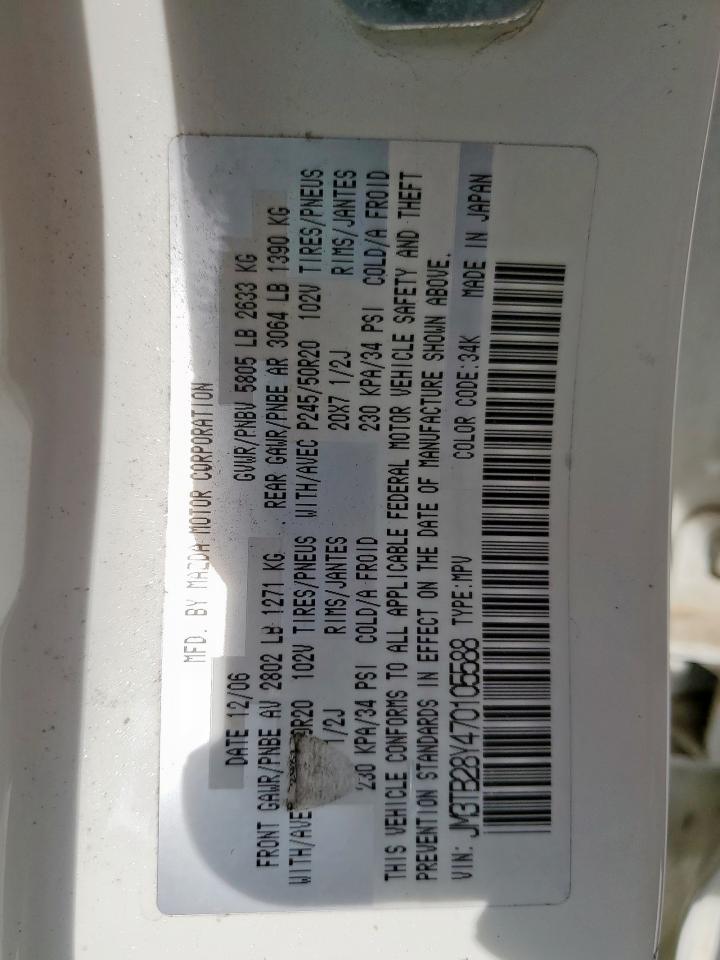 MFD. BY MAZDA MOTOR CORPORATION
DATE 12/06 GVWR/PNBV 5805 LB 2633 KG
FRONT GAWR/PNBE AV 2802 LB 1271 KG REAR GAWR/PNBE AR 3064 LB 1390 KG
WITH/AVE 0R20 102V TIRES/PNEUS WITH/AVEC P245/50R20 102V TIRES/PNEUS
1/2J RIMS/JANTES 20X7 1/2J RIMS/JANTES
230 KPA/34 PSI COLD/A FROID 230 KPA/34 PSI COLD/A FROID
THIS VEHICLE CONFORMS TO ALL APPLICABLE FEDERAL MOTOR VEHICLE SAFETY AND THEFT
PREVENTION STANDARDS IN EFFECT ON THE DATE OF MANUFACTURE SHOWN ABOVE.
VIN: JM3TB28Y470105588 TYPE:MPV COLOR CODE:34K MADE IN JAPAN